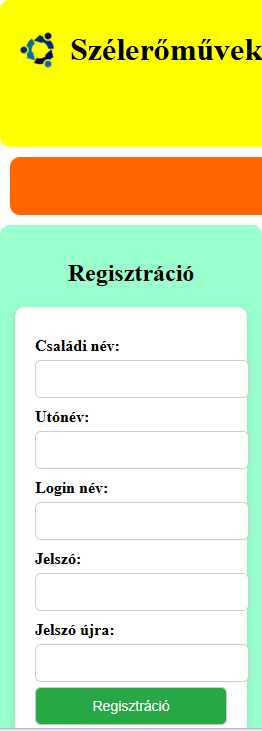 Szélerőművek
Regisztráció
Családi név:
Utónév:
Login név:
Jelszó:
Jelszó újra:
Regisztráció